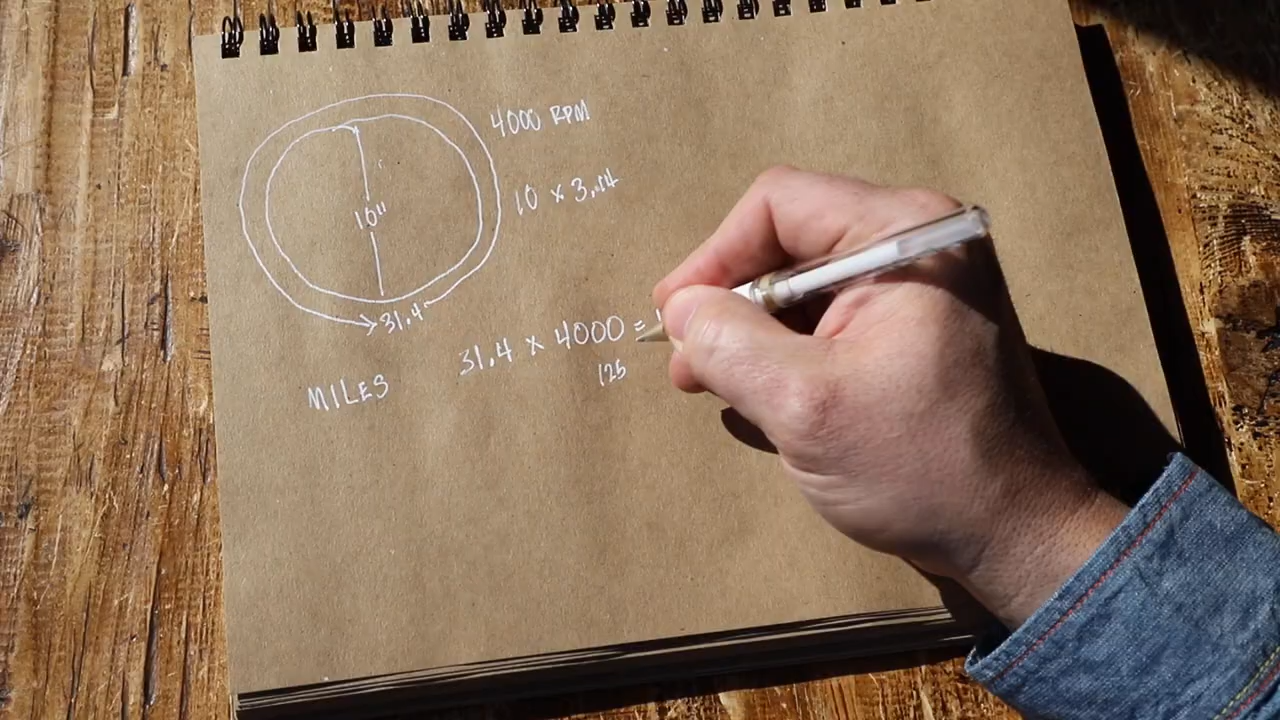 4000 RPM
10 x 3.14
10"
31.4
31.4 x 4000 =
125
MILES